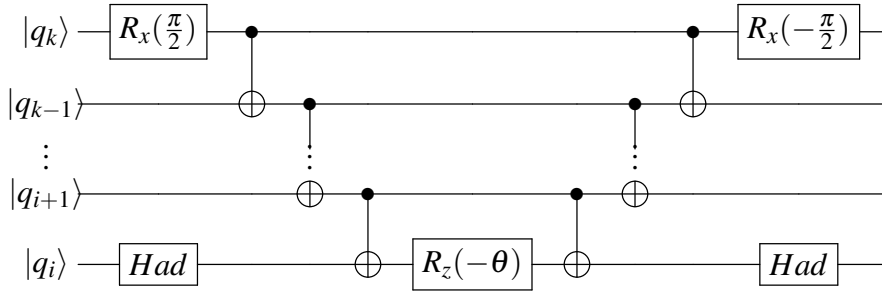 |q_k⟩ R_x(π/2) R_x(−π/2)
|q_{k−1}⟩
⋮ ⋮ ⋮
|q_{i+1}⟩
|q_i⟩ Had R_z(−θ) Had